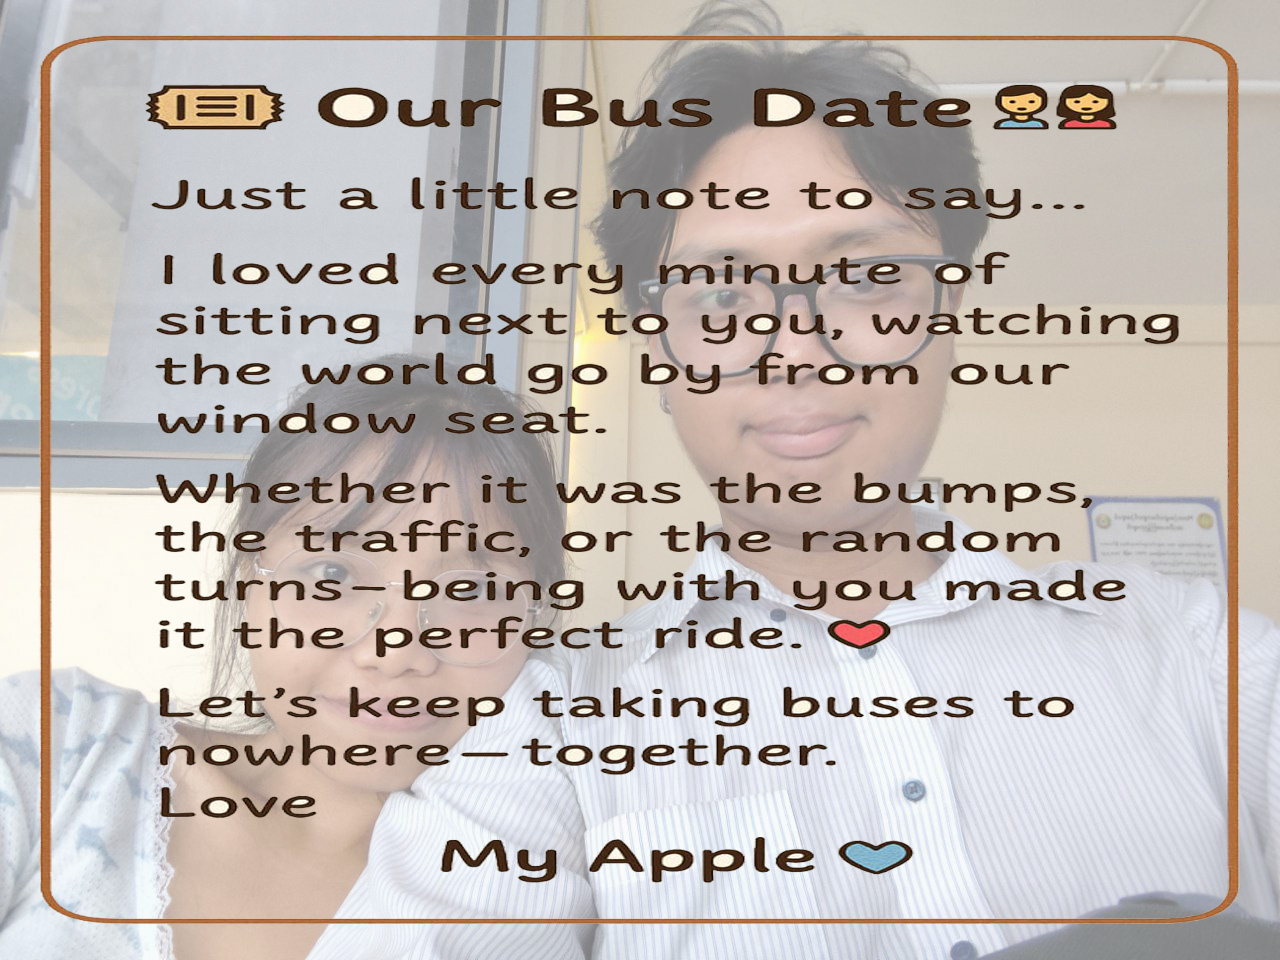 Our Bus Date
Just a little note to say...
I loved every minute of
sitting next to you, watching
the world go by from our
window seat.
Whether it was the bumps,
the traffic, or the random
turns—being with you made
it the perfect ride.
Let’s keep taking buses to
nowhere—together.
Love
My Apple